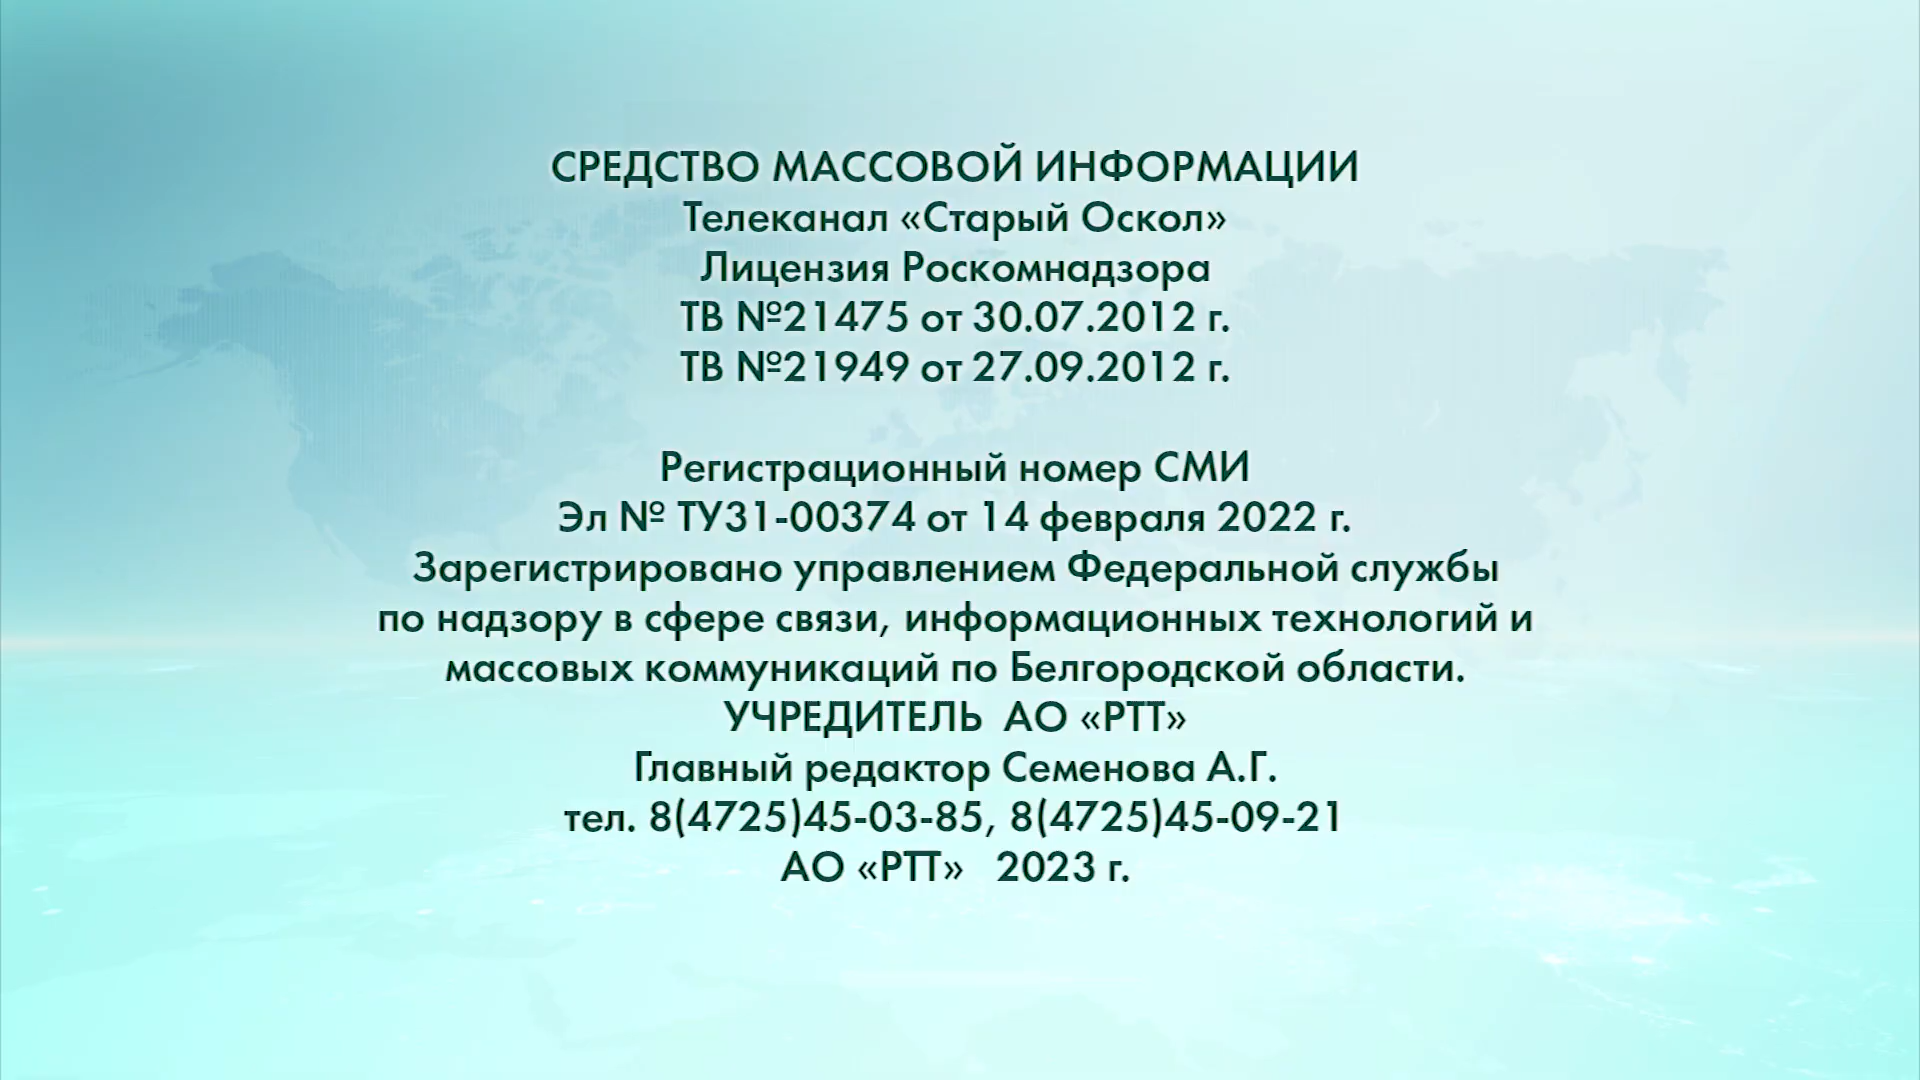 СРЕДСТВО МАССОВОЙ ИНФОРМАЦИИ
Телеканал «Старый Оскол»
Лицензия Роскомнадзора
ТВ №21475 от 30.07.2012 г.
ТВ №21949 от 27.09.2012 г.
Регистрационный номер СМИ
Эл № ТУ31-00374 от 14 февраля 2022 г.
Зарегистрировано управлением Федеральной службы
по надзору в сфере связи, информационных технологий и
массовых коммуникаций по Белгородской области.
УЧРЕДИТЕЛЬ АО «РТТ»
Главный редактор Семенова А.Г.
тел. 8(4725)45-03-85, 8(4725)45-09-21
АО «РТТ» 2023 г.